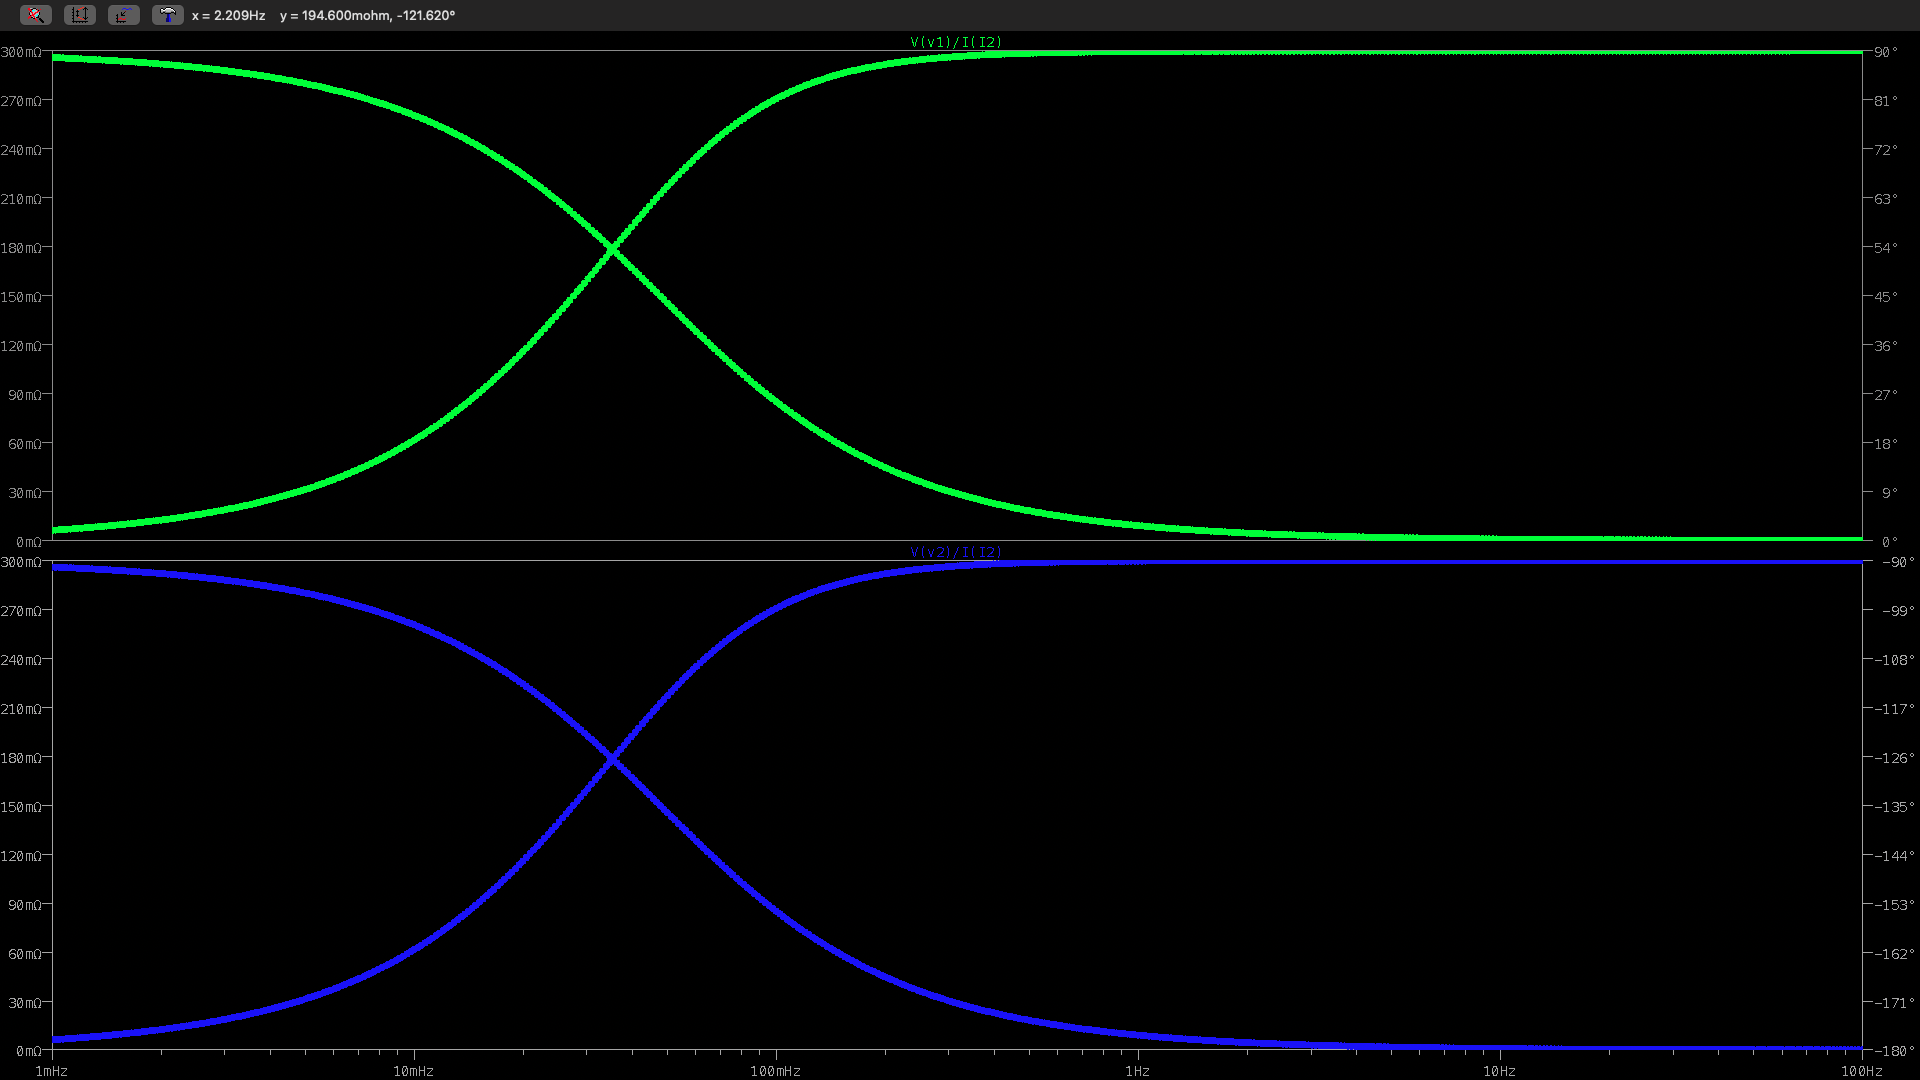 x = 2.209Hz y = 194.600mohm, -121.620°
V(v1)/I(I2)
300mΩ 90°
270mΩ 81°
240mΩ 72°
210mΩ 63°
180mΩ 54°
150mΩ 45°
120mΩ 36°
90mΩ 27°
60mΩ 18°
30mΩ 9°
0mΩ 0°
V(v2)/I(I2)
300mΩ -90°
270mΩ -99°
240mΩ -108°
210mΩ -117°
180mΩ -126°
150mΩ -135°
120mΩ -144°
90mΩ -153°
60mΩ -162°
30mΩ -171°
0mΩ -180°
1mHz 10mHz 100mHz 1Hz 10Hz 100Hz